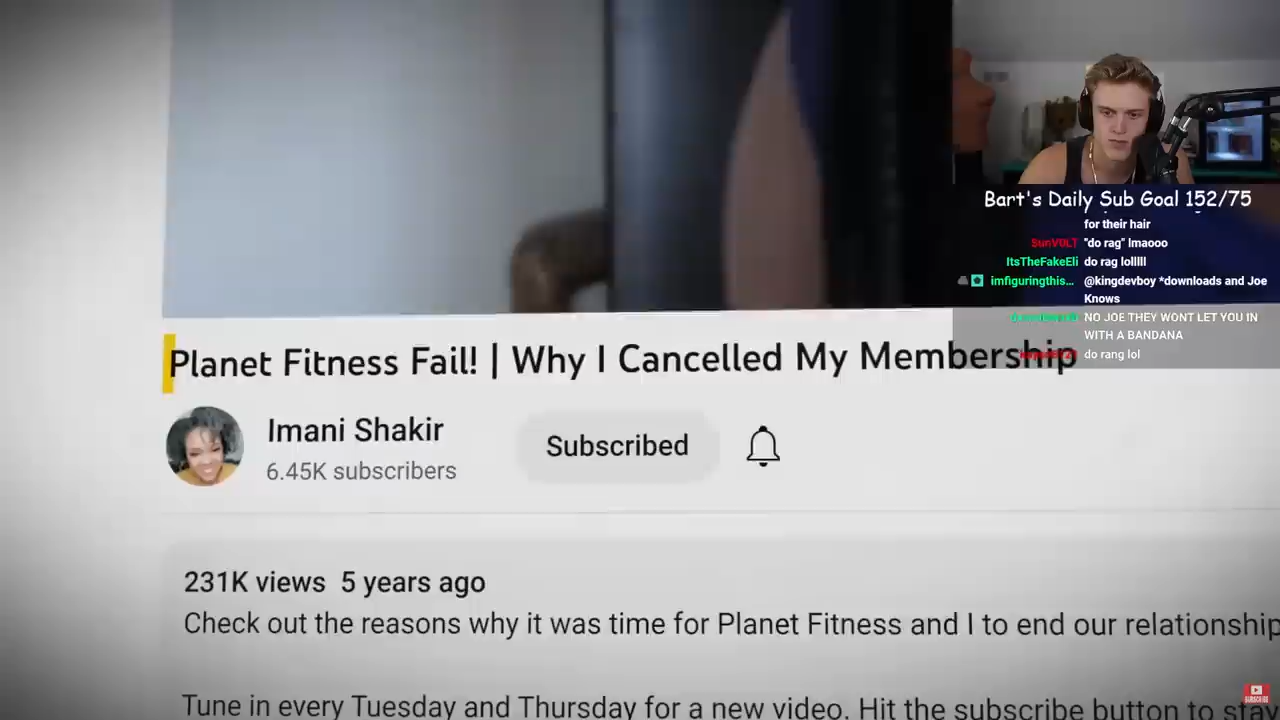 Bart's Daily Sub Goal 152/75
for their hair
SunV0LT "do rag" lmaooo
ItsTheFakeEli do rag lolllll
imfiguringthis... @kingdevboy *downloads and Joe
Knows
NO JOE THEY WONT LET YOU IN
WITH A BANDANA
do rang lol
Planet Fitness Fail! | Why I Cancelled My Membership
Imani Shakir
6.45K subscribers
Subscribed
231K views 5 years ago
Check out the reasons why it was time for Planet Fitness and I to end our relationship
Tune in every Tuesday and Thursday for a new video. Hit the subscribe button to stay
SUBSCRIBE